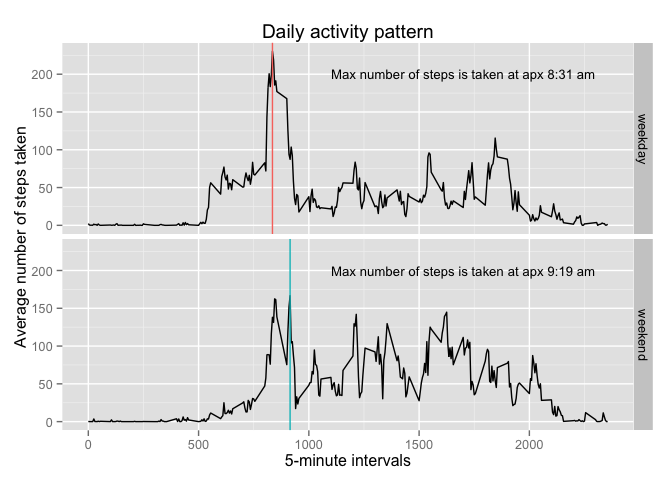 Daily activity pattern
Average number of steps taken
200
150
100
50
0
Max number of steps is taken at apx 8:31 am
weekday
200
150
100
50
0
Max number of steps is taken at apx 9:19 am
weekend
0
500
1000
1500
2000
5-minute intervals